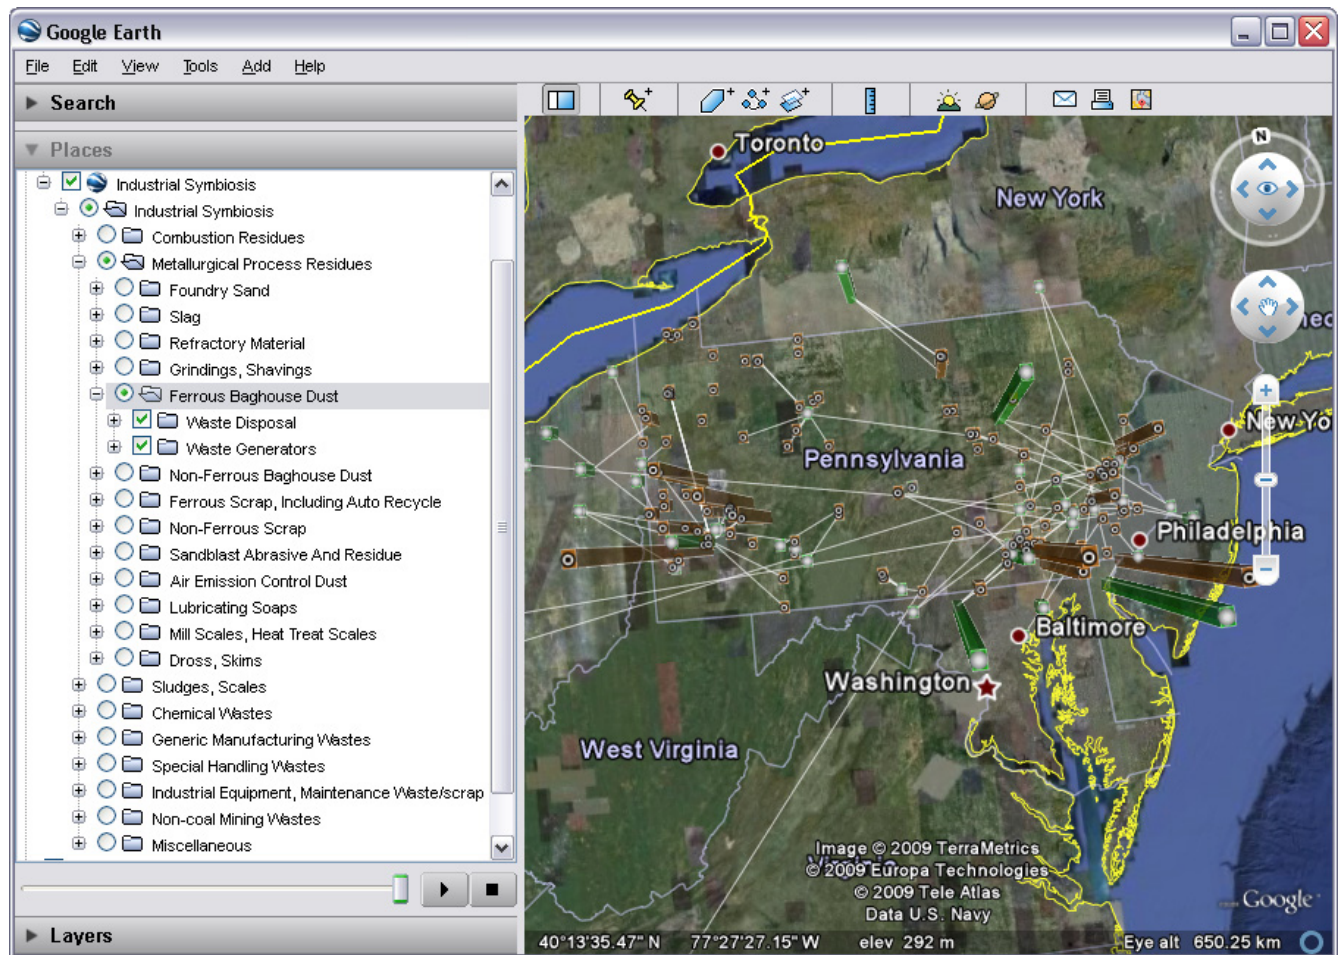 Google Earth
File Edit View Tools Add Help
Search
Places
Industrial Symbiosis
Industrial Symbiosis
Combustion Residues
Metallurgical Process Residues
Foundry Sand
Slag
Refractory Material
Grindings, Shavings
Ferrous Baghouse Dust
Waste Disposal
Waste Generators
Non-Ferrous Baghouse Dust
Ferrous Scrap, Including Auto Recycle
Non-Ferrous Scrap
Sandblast Abrasive And Residue
Air Emission Control Dust
Lubricating Soaps
Mill Scales, Heat Treat Scales
Dross, Skims
Sludges, Scales
Chemical Wastes
Generic Manufacturing Wastes
Special Handling Wastes
Industrial Equipment, Maintenance Waste/scrap
Non-coal Mining Wastes
Miscellaneous
Layers
N
Toronto
New York
New Yo
Pennsylvania
Philadelphia
Baltimore
Washington
West Virginia
Virginia
Image © 2009 TerraMetrics
© 2009 Europa Technologies
© 2009 Tele Atlas
Data U.S. Navy
Google
40°13'35.47" N 77°27'27.15" W elev 292 m Eye alt 650.25 km